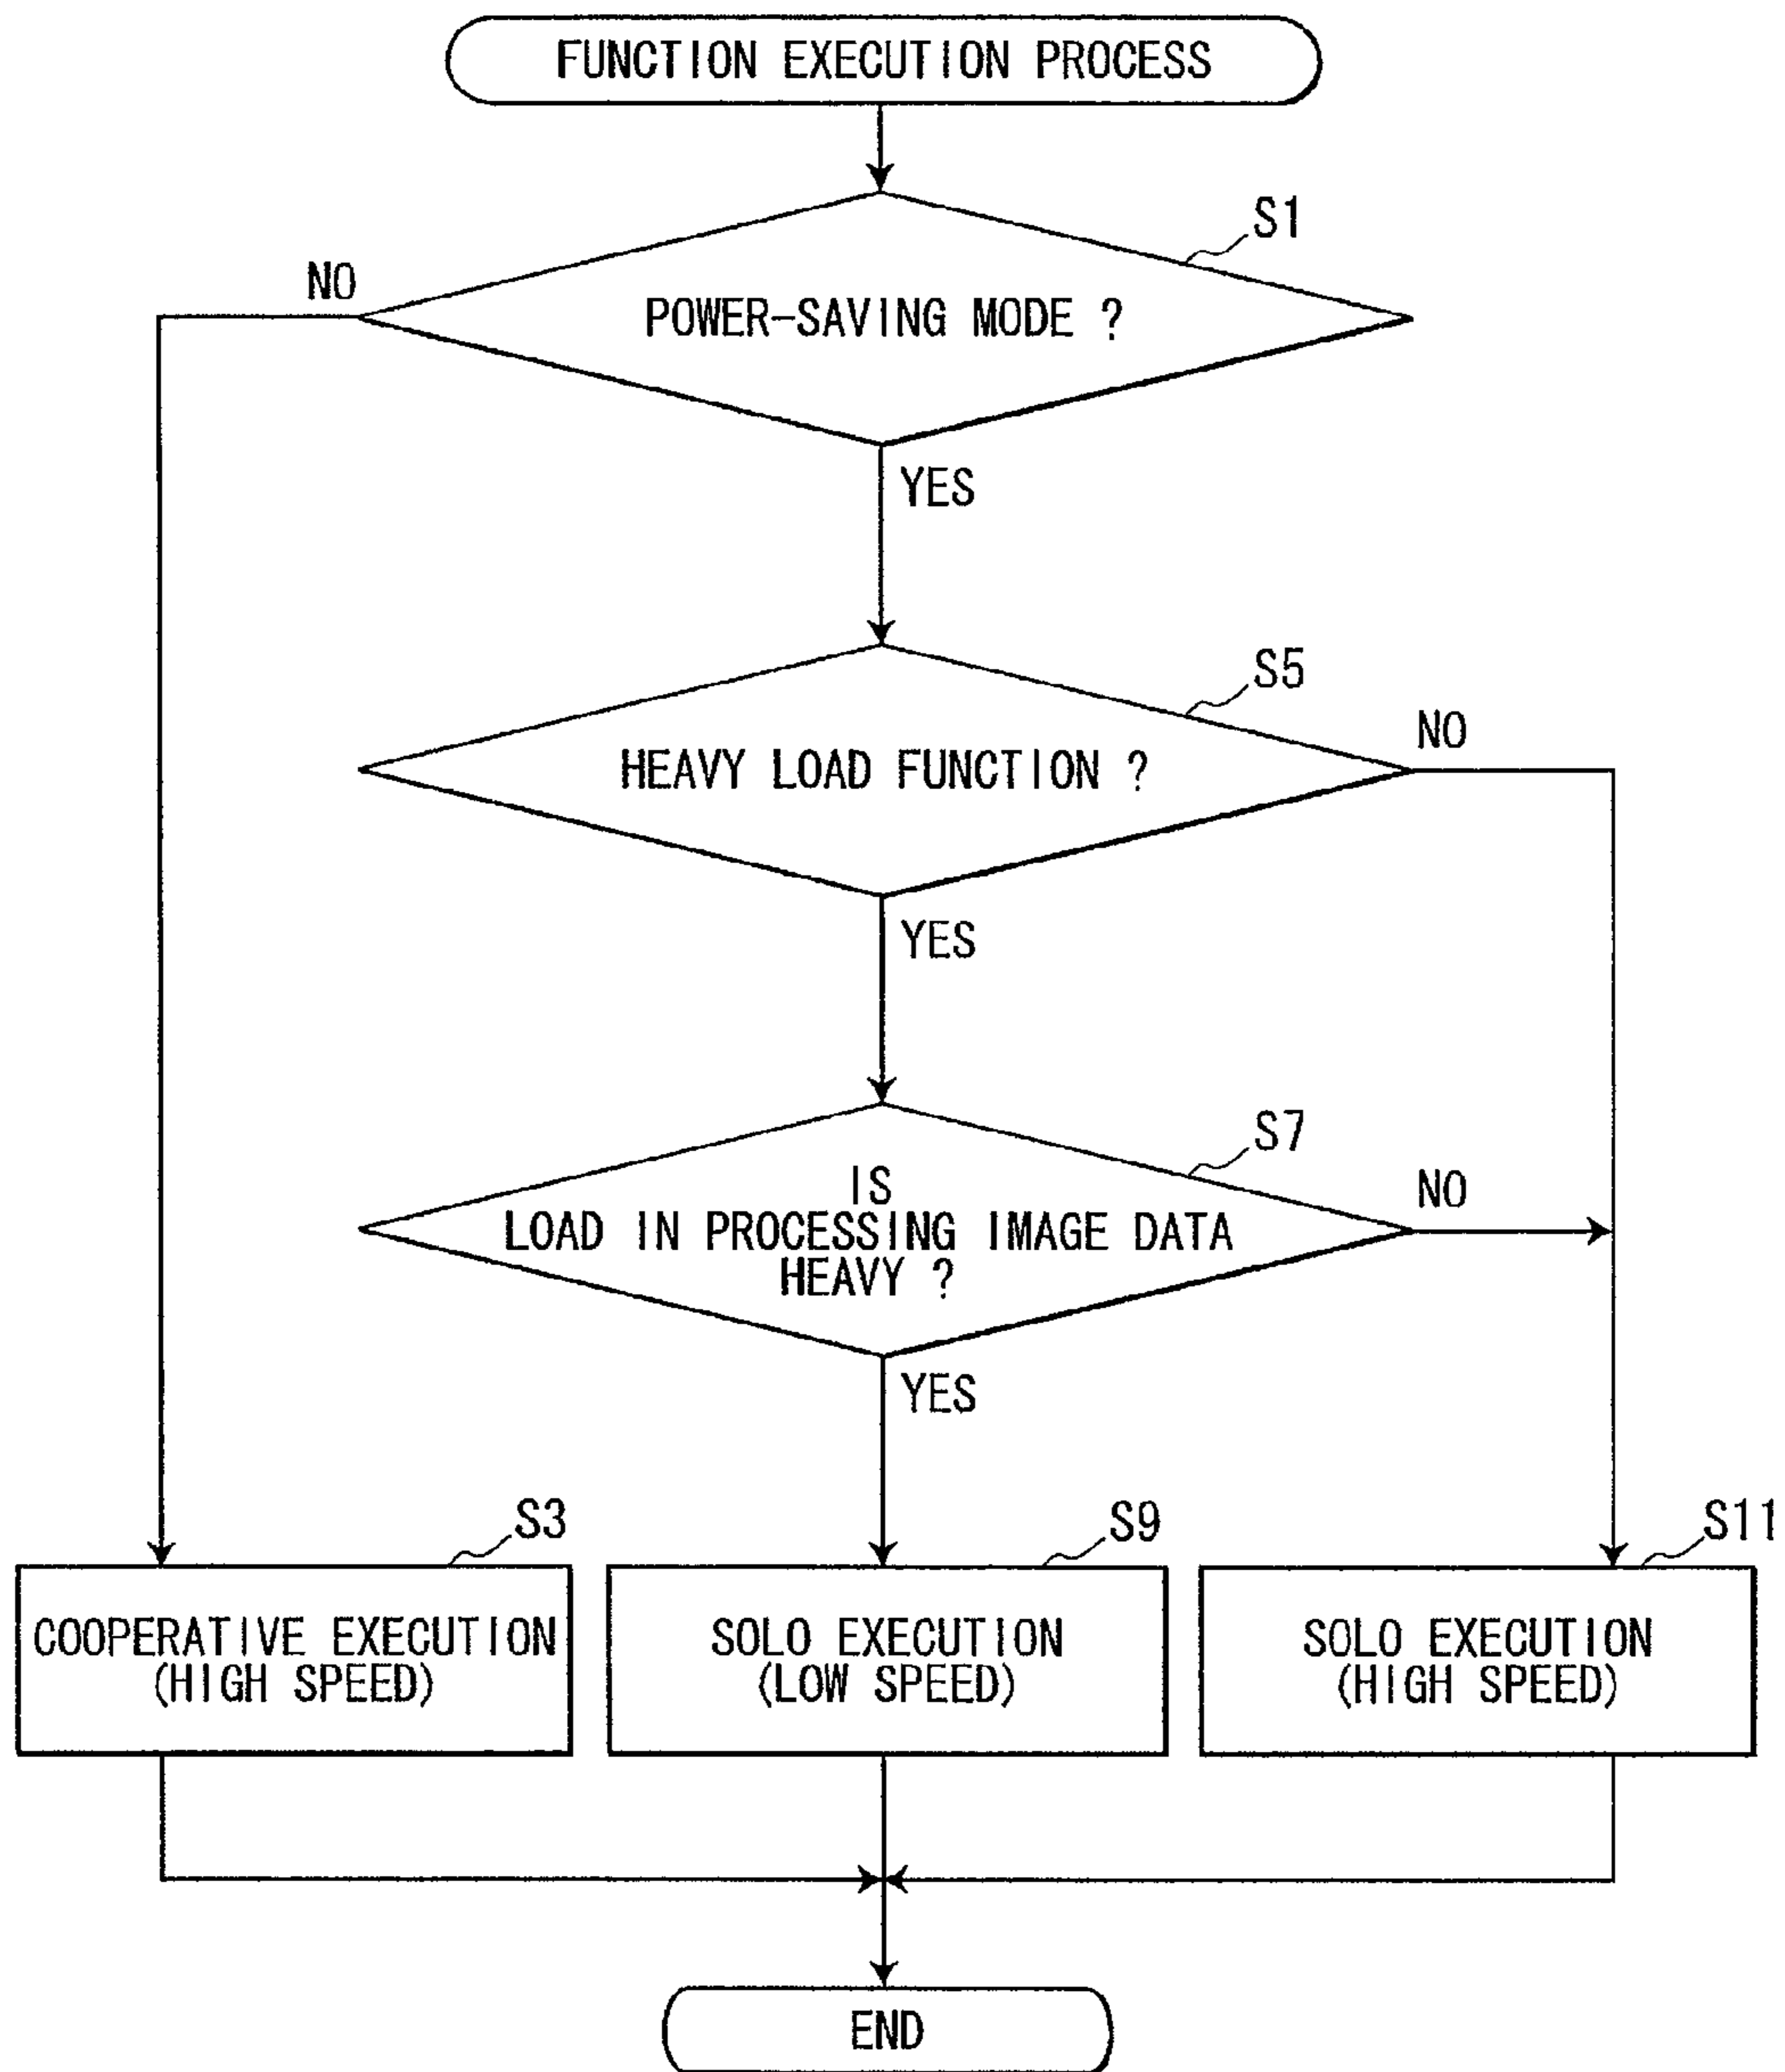 FUNCTION EXECUTION PROCESS
S1
NO
POWER-SAVING MODE ?
YES
S5
NO
HEAVY LOAD FUNCTION ?
YES
S7
NO
IS
LOAD IN PROCESSING IMAGE DATA
HEAVY ?
YES
S3
S9
S11
COOPERATIVE EXECUTION
(HIGH SPEED)
SOLO EXECUTION
(LOW SPEED)
SOLO EXECUTION
(HIGH SPEED)
END